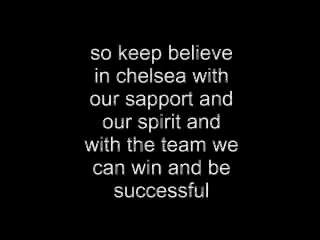 so keep believe
in chelsea with
our sapport and
our spirit and
with the team we
can win and be
successful